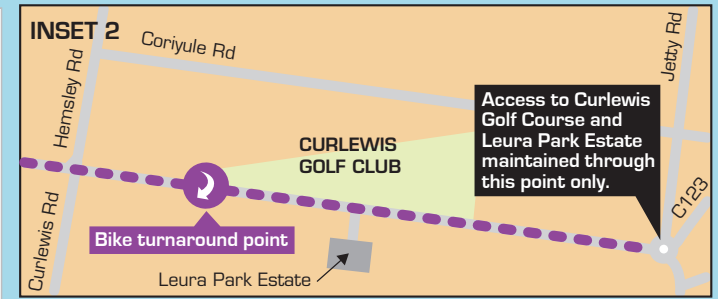 INSET 2
Coriyule Rd
Hemsley Rd
Jetty Rd
Access to Curlewis
Golf Course and
Leura Park Estate
maintained through
this point only.
CURLEWIS
GOLF CLUB
C123
Curlewis Rd
Bike turnaround point
Leura Park Estate